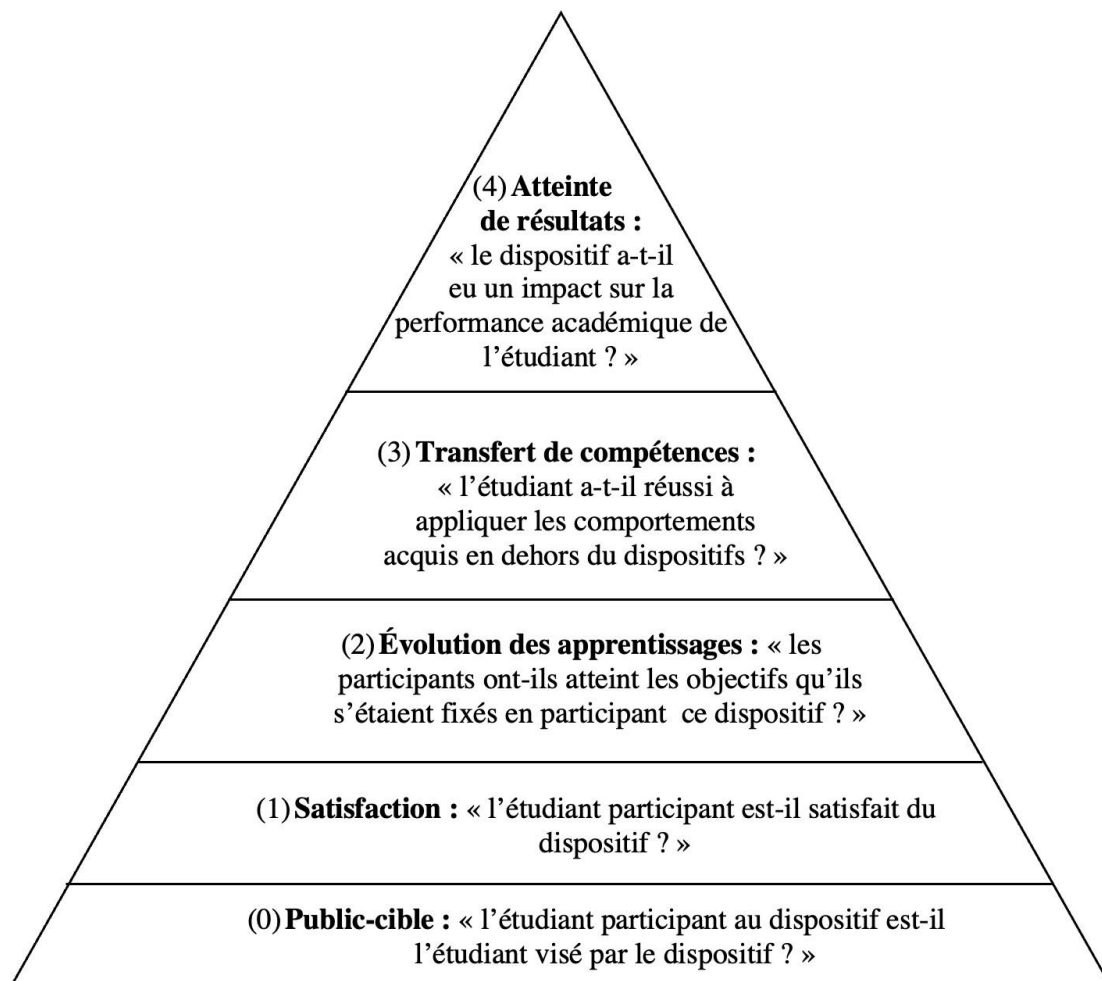 (4) Atteinte
de résultats :
« le dispositif a-t-il
eu un impact sur la
performance académique de
l’étudiant ? »
(3) Transfert de compétences :
« l’étudiant a-t-il réussi à
appliquer les comportements
acquis en dehors du dispositifs ? »
(2) Évolution des apprentissages : « les
participants ont-ils atteint les objectifs qu’ils
s’étaient fixés en participant ce dispositif ? »
(1) Satisfaction : « l’étudiant participant est-il satisfait du
dispositif ? »
(0) Public-cible : « l’étudiant participant au dispositif est-il
l’étudiant visé par le dispositif ? »